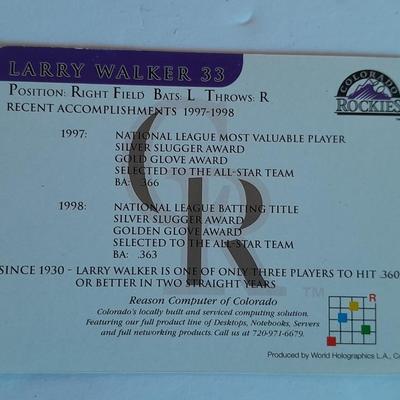 LARRY WALKER 33
COLORADO
ROCKIES
POSITION: RIGHT FIELD BATS: L THROWS: R
RECENT ACCOMPLISHMENTS 1997-1998
1997: NATIONAL LEAGUE MOST VALUABLE PLAYER
SILVER SLUGGER AWARD
GOLD GLOVE AWARD
SELECTED TO THE ALL-STAR TEAM
BA: .366
1998: NATIONAL LEAGUE BATTING TITLE
SILVER SLUGGER AWARD
GOLDEN GLOVE AWARD
SELECTED TO THE ALL-STAR TEAM
BA: .363
CR
SINCE 1930 - LARRY WALKER IS ONE OF ONLY THREE PLAYERS TO HIT .360
OR BETTER IN TWO STRAIGHT YEARS
TM
Reason Computer of Colorado
Colorado's locally built and serviced computing solution.
Featuring our full product line of Desktops, Notebooks, Servers
and full networking solutions. Call us at 720-971-6679.
R
Produced by World Holographics L.A., C